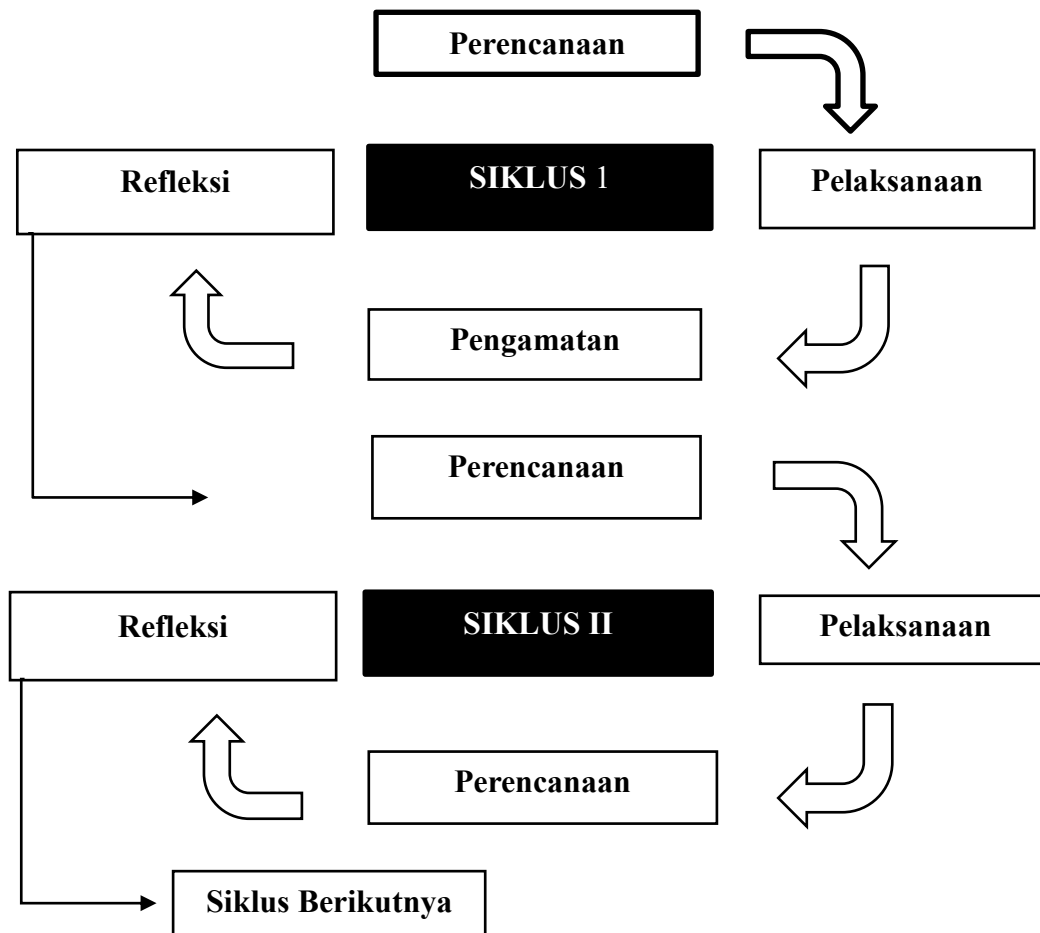 Perencanaan
Refleksi
SIKLUS 1
Pelaksanaan
Pengamatan
Perencanaan
Refleksi
SIKLUS II
Pelaksanaan
Perencanaan
Siklus Berikutnya